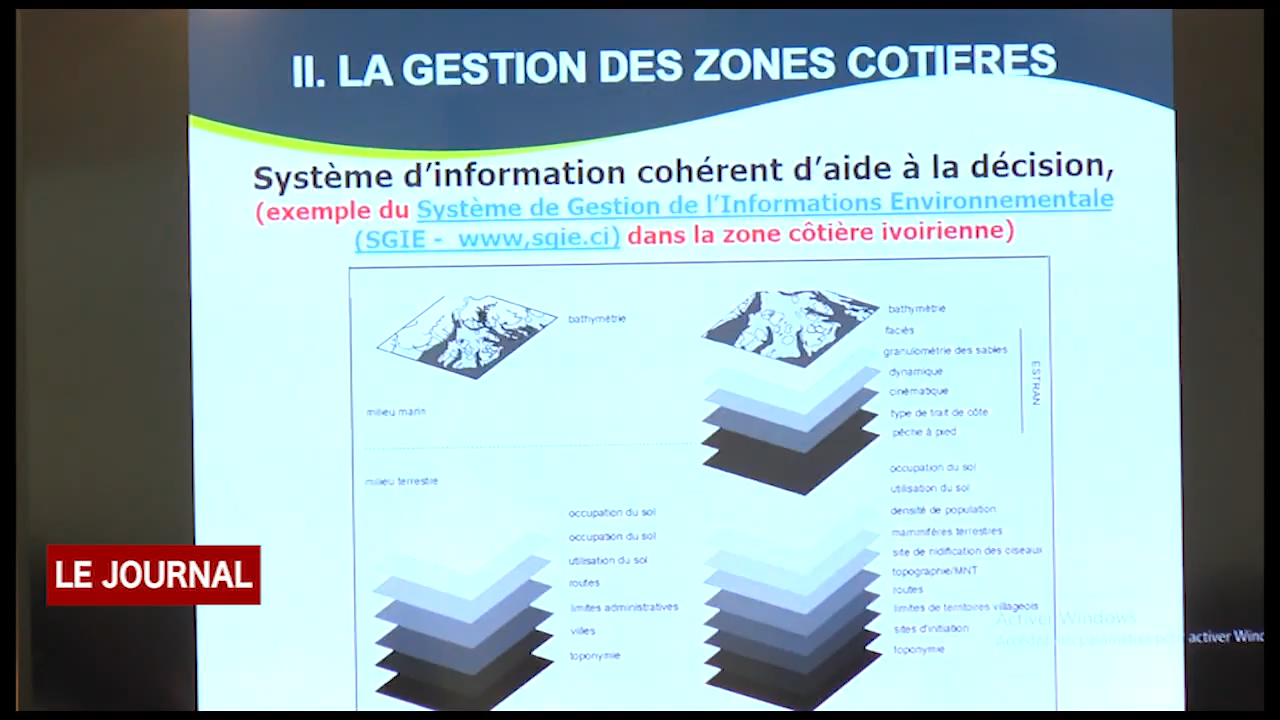 II. LA GESTION DES ZONES COTIERES
Système d'information cohérent d'aide à la décision,
(exemple du Système de Gestion de l'Informations Environnementale
(SGIE - www,sgie.ci) dans la zone côtière ivoirienne)
bathymétrie
milieu marin
milieu terrestre
occupation du sol
occupation du sol
utilisation du sol
routes
limites administratives
villes
toponymie
bathymétrie
faciès
granulométrie des sables
dynamique
cinématique
type de trait de côte
pêche à pied
ESTRAN
occupation du sol
utilisation du sol
densité de population
mammifères terrestres
site de nidification des oiseaux
topographie/MNT
routes
limites de territoires villageois
sites d'initiation
toponymie
Activer Windows
activer Winc
LE JOURNAL